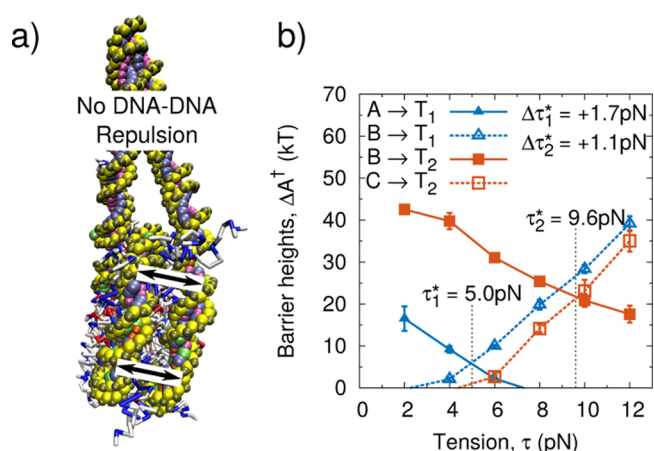 a)
No DNA-DNA
Repulsion
b)
Barrier heights, ΔA† (kT)
70
60
50
40
30
20
10
0
A → T₁
B → T₁
B → T₂
C → T₂
Δτ₁* = +1.7pN
Δτ₂* = +1.1pN
τ₂* = 9.6pN
τ₁* = 5.0pN
0 2 4 6 8 10 12
Tension, τ (pN)